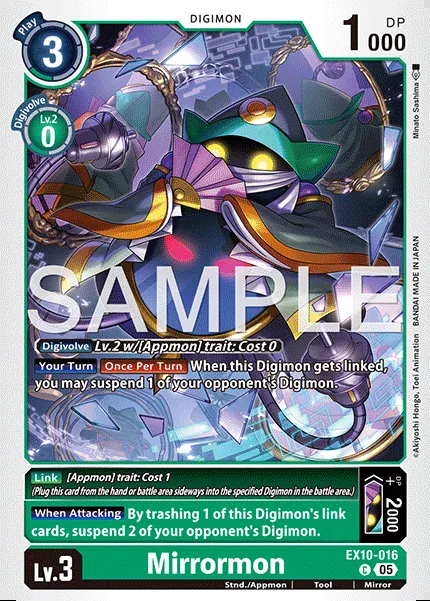 DIGIMON
Play
3
1000
DP
Digivolve
Lv.2
0
Minato Sashima
SAMPLE
©Akiyoshi Hongo, Toei Animation BANDAI MADE IN JAPAN
Digivolve Lv.2 w/[Appmon] trait: Cost 0
Your Turn Once Per Turn When this Digimon gets linked,
you may suspend 1 of your opponent's Digimon.
Link [Appmon] trait: Cost 1
(Plug this card from the hand or battle area sideways into the specified Digimon in the battle area.)
DP
+2000
When Attacking By trashing 1 of this Digimon's link
cards, suspend 2 of your opponent's Digimon.
Lv.3
Mirrormon
EX10-016
C 05
Stnd./Appmon Tool Mirror